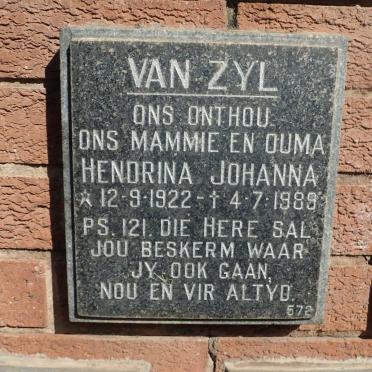 VAN ZYL
ONS ONTHOU
ONS MAMMIE EN OUMA
HENDRINA JOHANNA
* 12-9-1922 - † 4-7-1989
PS. 121. DIE HERE SAL
JOU BESKERM WAAR
JY OOK GAAN,
NOU EN VIR ALTYD.
572